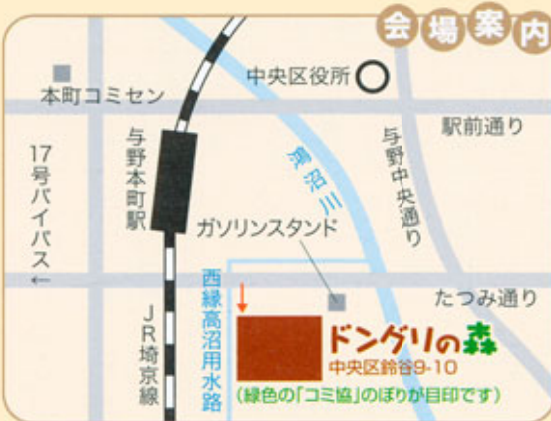 会場案内
中央区役所
本町コミセン
駅前通り
与野本町駅
17号バイパス←
高沼川
与野中央通り
ガソリンスタンド
西縁高沼用水路
たつみ通り
JR埼京線
ドングリの森
中央区鈴谷9-10
(緑色の「コミ協」のぼりが目印です)